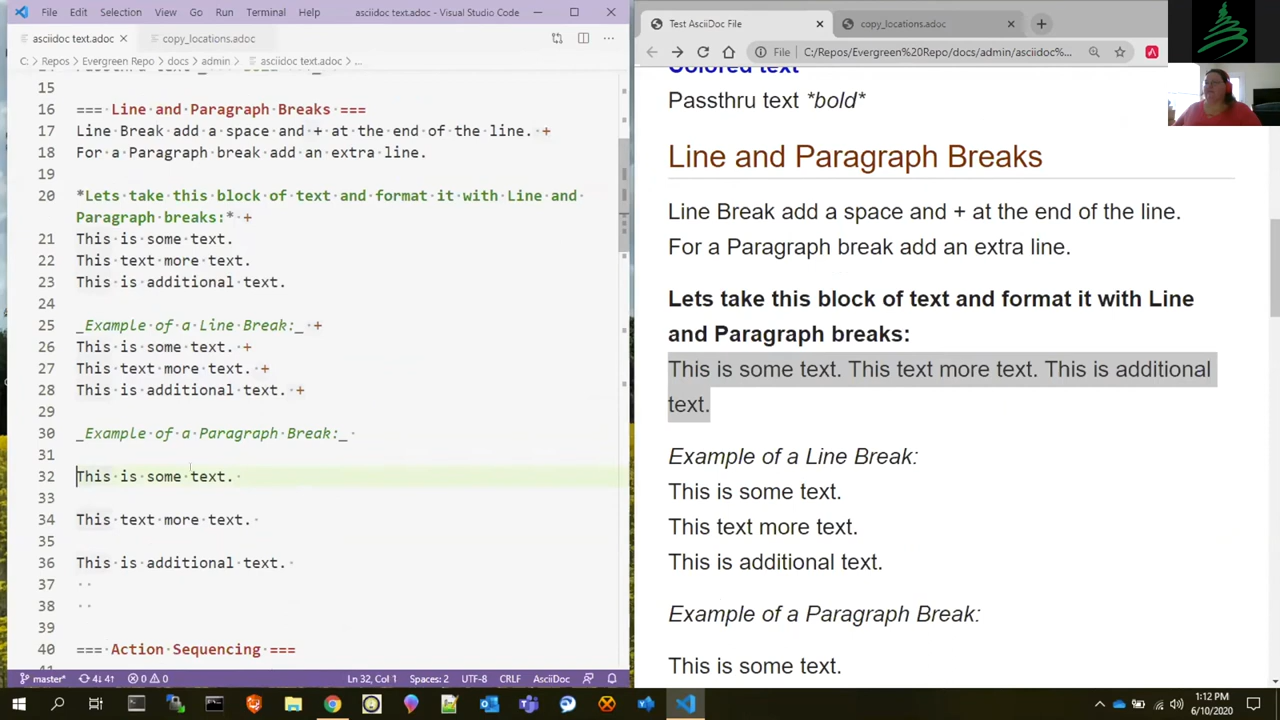 File Edit Selection View Go Run Terminal Help asciidoc text.adoc - Visual Studio Code
asciidoc text.adoc copy_locations.adoc
C: > Repos > Evergreen Repo > docs > admin > asciidoc text.adoc > ...
15
16 === Line and Paragraph Breaks ===
17 Line Break add a space and + at the end of the line. +
18 For a Paragraph break add an extra line.
19
20 *Lets take this block of text and format it with Line and
Paragraph breaks:* +
21 This is some text.
22 This text more text.
23 This is additional text.
24
25 _Example of a Line Break:_ +
26 This is some text. +
27 This text more text. +
28 This is additional text. +
29
30 _Example of a Paragraph Break:_
31
32 This is some text.
33
34 This text more text.
35
36 This is additional text.
37
38
39
40 === Action Sequencing ===
master* 4↓ 4↑ 0 0 Ln 32, Col 1 Spaces: 2 UTF-8 CRLF AsciiDoc
Test AsciiDoc File copy_locations.adoc
File C:/Repos/Evergreen%20Repo/docs/admin/asciidoc%...
Colored text
Passthru text *bold*
Line and Paragraph Breaks
Line Break add a space and + at the end of the line.
For a Paragraph break add an extra line.
Lets take this block of text and format it with Line
and Paragraph breaks:
This is some text. This text more text. This is additional
text.
Example of a Line Break:
This is some text.
This text more text.
This is additional text.
Example of a Paragraph Break:
This is some text.
1:12 PM
6/10/2020